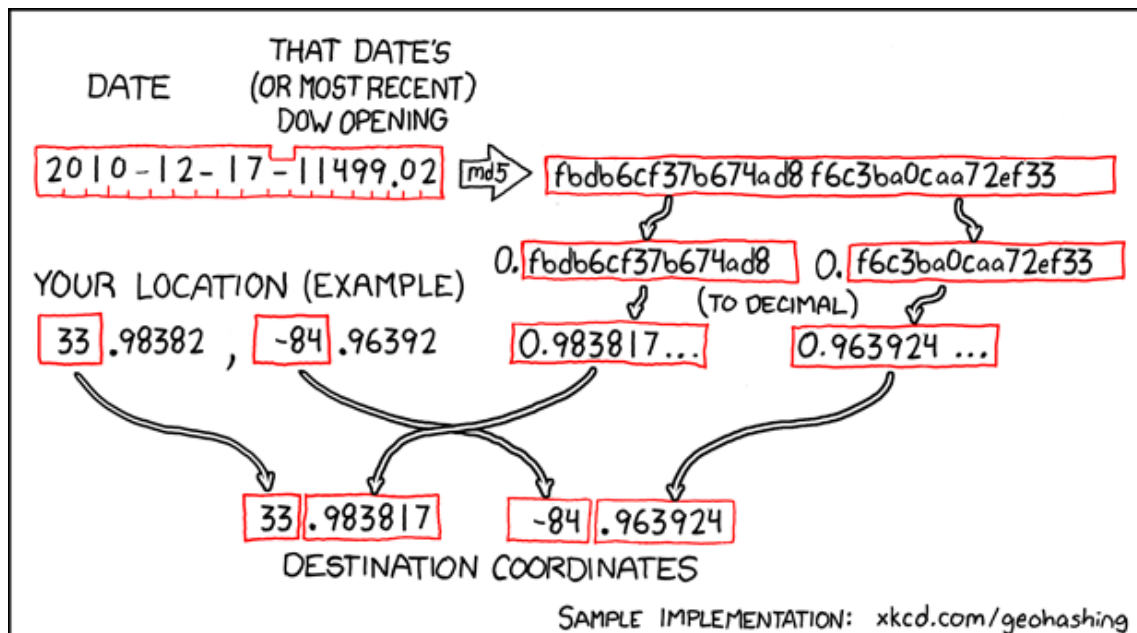 DATE
THAT DATE'S
(OR MOST RECENT)
DOW OPENING
2010-12-17-11499.02
md5
fbdb6cf37b674ad8f6c3ba0caa72ef33
0.fbdb6cf37b674ad8
0.f6c3ba0caa72ef33
YOUR LOCATION (EXAMPLE)
(TO DECIMAL)
33.98382, -84.96392
0.983817...
0.963924...
33.983817
-84.963924
DESTINATION COORDINATES
SAMPLE IMPLEMENTATION: xkcd.com/geohashing